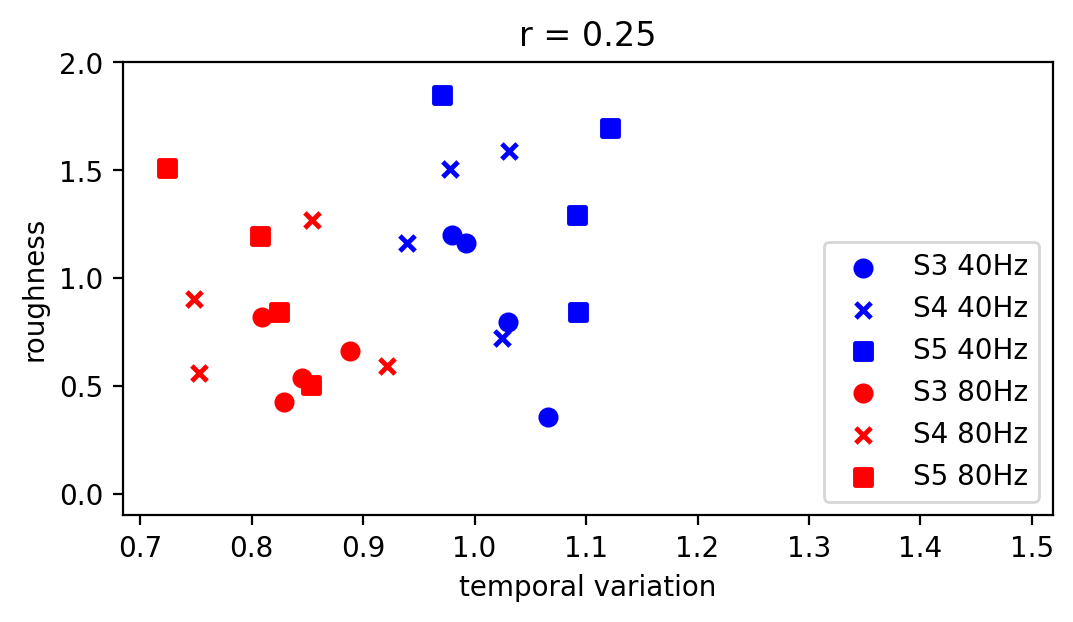 r = 0.25
2.0
1.5
1.0
0.5
0.0
roughness
S3 40Hz
S4 40Hz
S5 40Hz
S3 80Hz
S4 80Hz
S5 80Hz
0.7 0.8 0.9 1.0 1.1 1.2 1.3 1.4 1.5
temporal variation